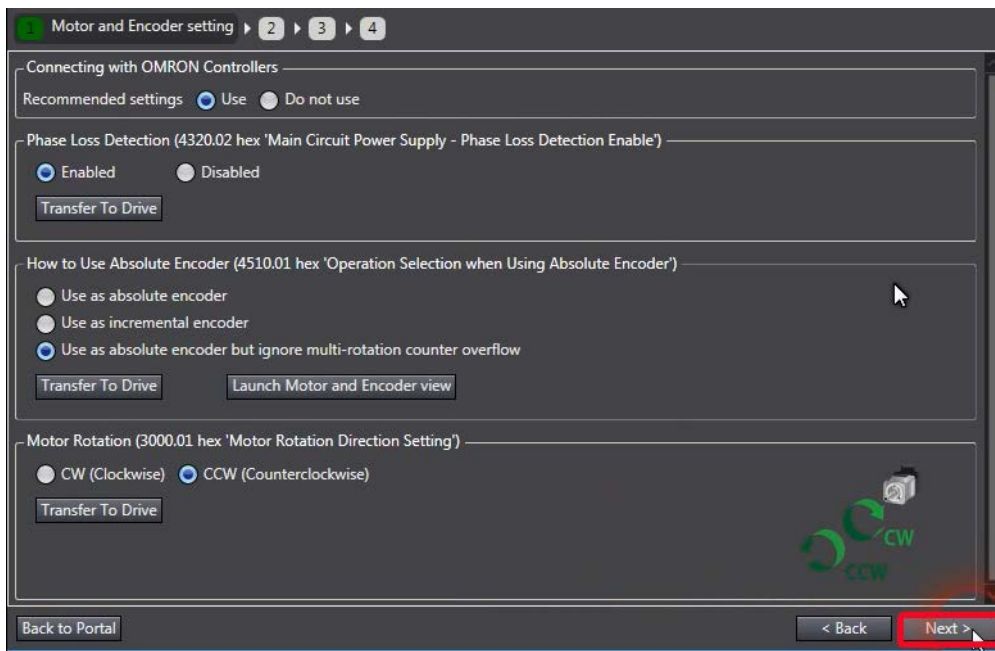 1 Motor and Encoder setting 2 3 4
Connecting with OMRON Controllers
Recommended settings Use Do not use
Phase Loss Detection (4320.02 hex 'Main Circuit Power Supply - Phase Loss Detection Enable')
Enabled Disabled
Transfer To Drive
How to Use Absolute Encoder (4510.01 hex 'Operation Selection when Using Absolute Encoder')
Use as absolute encoder
Use as incremental encoder
Use as absolute encoder but ignore multi-rotation counter overflow
Transfer To Drive Launch Motor and Encoder view
Motor Rotation (3000.01 hex 'Motor Rotation Direction Setting')
CW (Clockwise) CCW (Counterclockwise)
Transfer To Drive
CW
CCW
Back to Portal < Back Next >